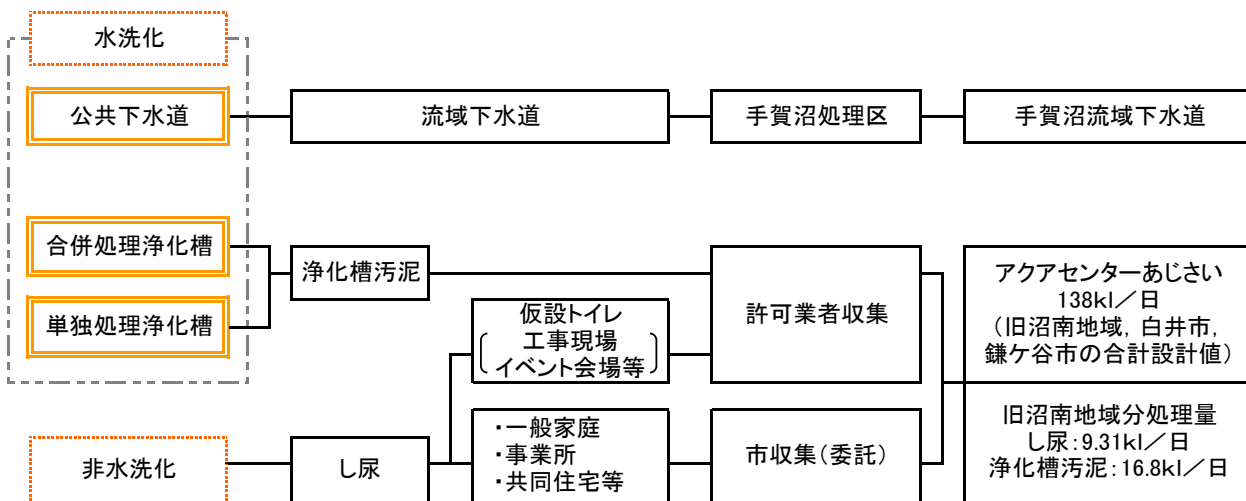 水洗化
公共下水道
流域下水道
手賀沼処理区
手賀沼流域下水道
合併処理浄化槽
単独処理浄化槽
浄化槽汚泥
仮設トイレ
工事現場
イベント会場等
許可業者収集
アクアセンターあじさい
138kl／日
（旧沼南地域，白井市，
鎌ケ谷市の合計設計値）
非水洗化
し尿
・一般家庭
・事業所
・共同住宅等
市収集（委託）
旧沼南地域分処理量
し尿：9.31kl／日
浄化槽汚泥：16.8kl／日